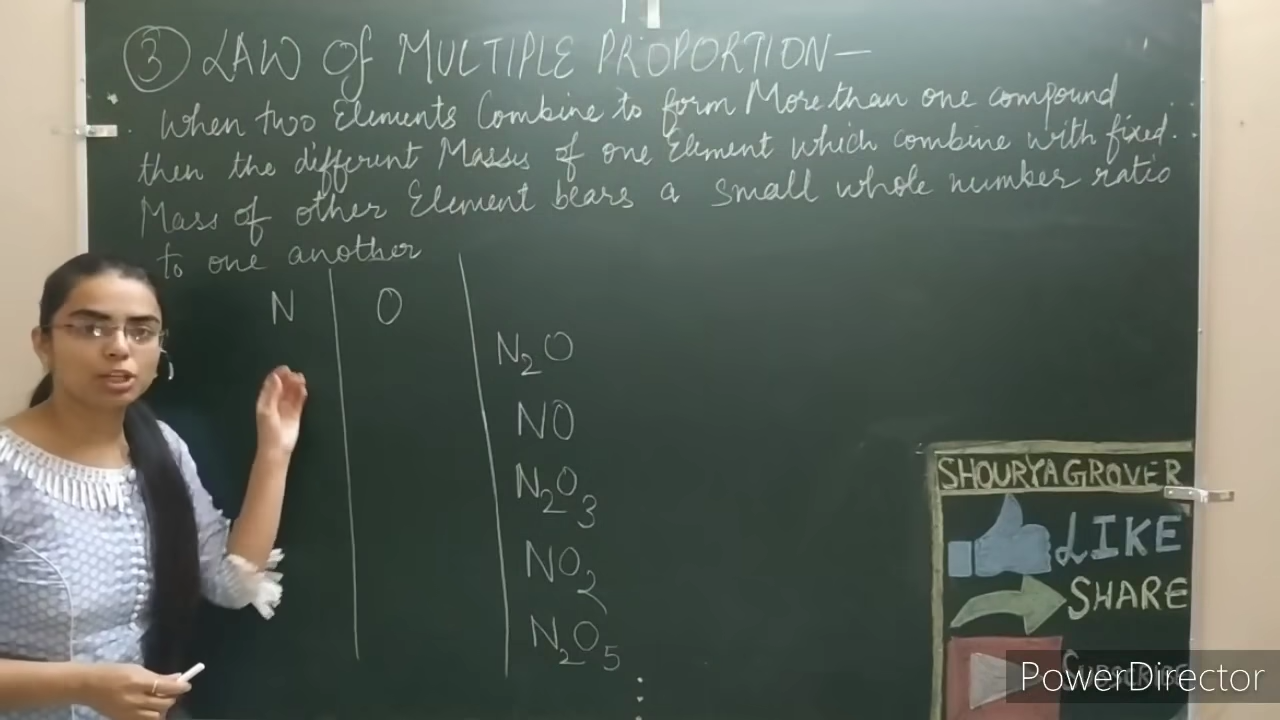 3 LAW Of MULTIPLE PROPORTION—
When two Elements Combine to form More than one compound
then the different Masses of one Element which combine with fixed
Mass of other Element bears a small whole number ratio
to one another
N O
N2O
NO
N2O3
NO2
N2O5
SHOURYAGROVER
LIKE
SHARE
SUBSCRIBE
PowerDirector